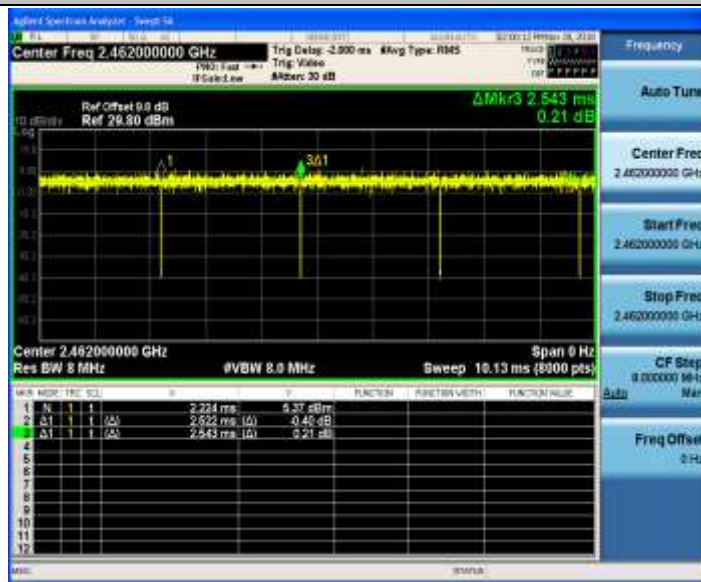 Agilent Spectrum Analyzer - Swept SA
Center Freq 2.462000000 GHz
PNO: Fast
IFGain:Low
Trig Delay: -2.000 ms
Trig: Video
#Atten: 30 dB
#Avg Type: RMS
TRACE
TYPE
DET P P P P P P
Frequency
Auto Tune
Center Freq
2.462000000 GHz
Start Freq
2.462000000 GHz
Stop Freq
2.462000000 GHz
CF Step
8.000000 MHz
Auto Man
Freq Offset
0 Hz
ΔMkr3 2.543 ms
0.21 dB
Ref Offset 9.8 dB
10 dB/div Ref 29.80 dBm
Log
1
3Δ1
Center 2.462000000 GHz
Span 0 Hz
Res BW 8 MHz
#VBW 8.0 MHz
Sweep 10.13 ms (8000 pts)
MKR MODE TRC SCL X Y FUNCTION FUNCTION WIDTH FUNCTION VALUE
1 N 1 t 2.224 ms 5.37 dBm
2 Δ1 1 t (Δ) 2.622 ms (Δ) -0.40 dB
3 Δ1 1 t (Δ) 2.543 ms (Δ) 0.21 dB
4
5
6
7
8
9
10
11
12
MSG
STATUS